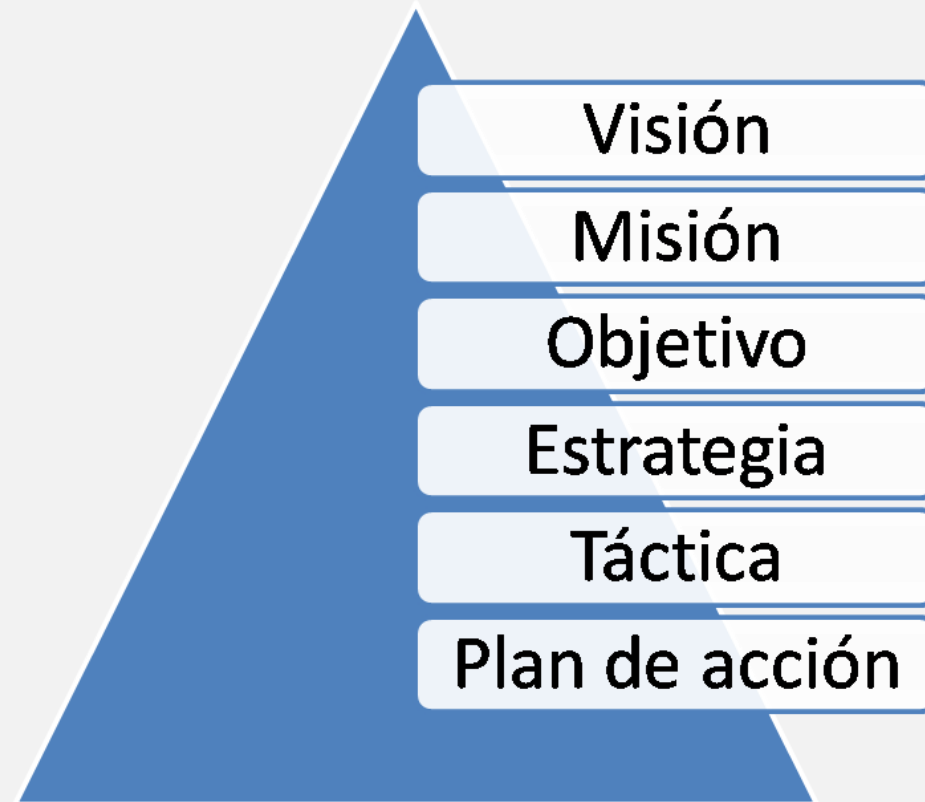 Visión
Misión
Objetivo
Estrategia
Táctica
Plan de acción